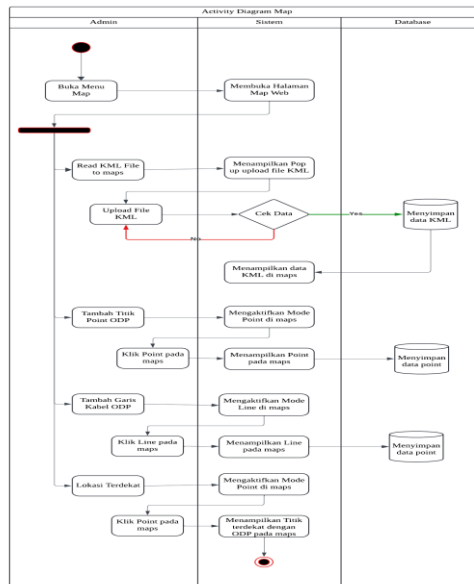 Activity Diagram Map
Admin
Sistem
Database
Buka Menu
Map
Membuka Halaman
Map Web
Read KML File
to maps
Menampilkan Pop
up upload file KML
Upload File
KML
Cek Data
Yes
Menyimpan
data KML
No
Menampilkan data
KML di maps
Tambah Titik
Point ODP
Mengaktifkan Mode
Point di maps
Klik Point pada
maps
Menampilkan Point
pada maps
Menyimpan
data point
Tambah Garis
Kabel ODP
Mengaktifkan Mode
Line di maps
Klik Line pada
maps
Menampilkan Line
pada maps
Menyimpan
data point
Lokasi Terdekat
Mengaktifkan Mode
Point di maps
Klik Point pada
maps
Menampilkan Titik
terdekat dengan
ODP pada maps